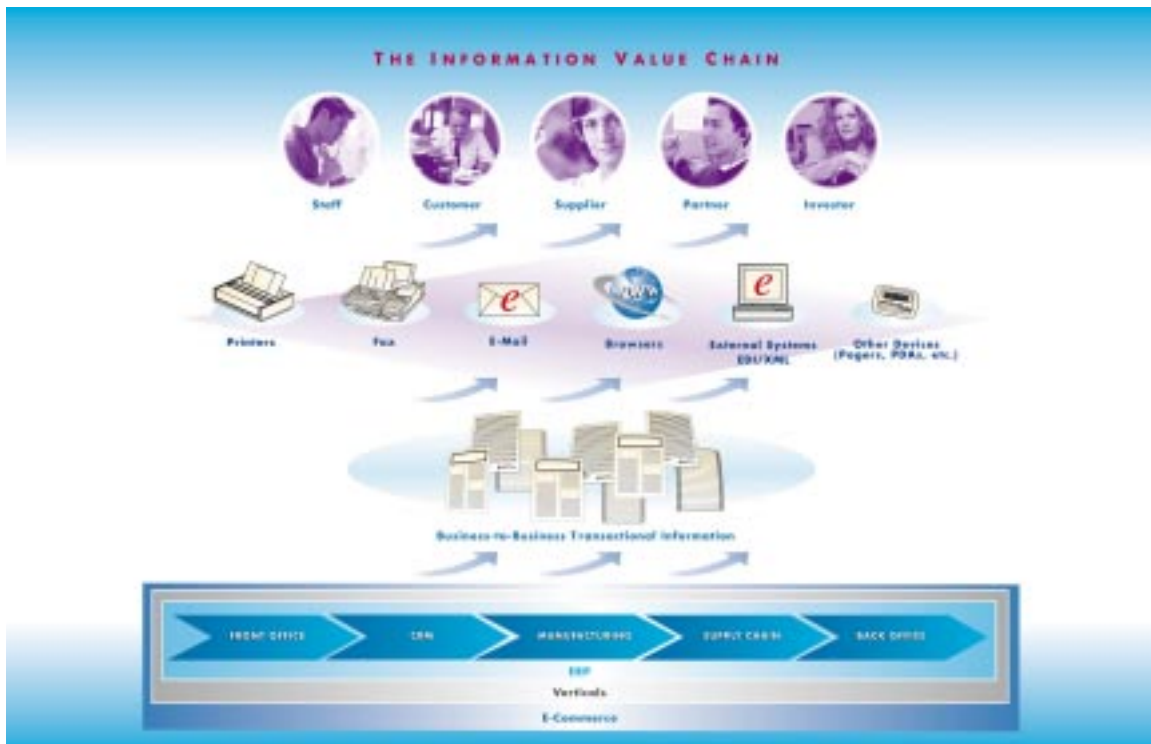 THE INFORMATION VALUE CHAIN
Staff
Customer
Supplier
Partner
Investor
e
e
Printers
Fax
E-Mail
Browsers
External Systems
EDI/XML
Other Devices
(Pagers, PDAs, etc.)
Business-to-Business Transactional Information
FRONT OFFICE
CRM
MANUFACTURING
SUPPLY CHAIN
BACK OFFICE
ERP
Verticals
E-Commerce